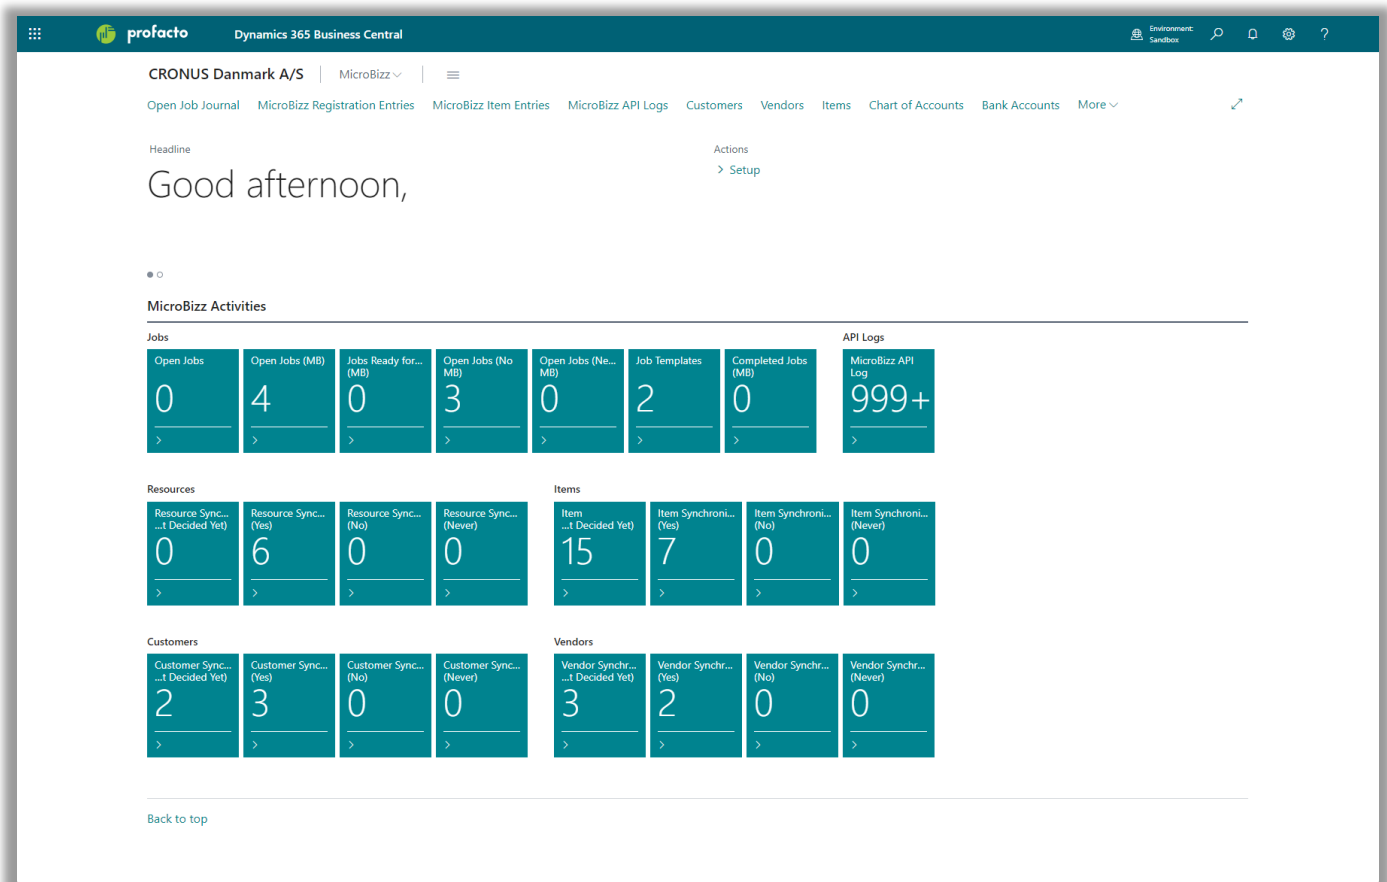 profacto
Dynamics 365 Business Central
Environment:
Sandbox
?
CRONUS Danmark A/S
MicroBizz
Open Job Journal MicroBizz Registration Entries MicroBizz Item Entries MicroBizz API Logs Customers Vendors Items Chart of Accounts Bank Accounts More
Headline
Good afternoon,
Actions
> Setup
MicroBizz Activities
Jobs
Open Jobs
0
>
Open Jobs (MB)
4
>
Jobs Ready for...
(MB)
0
>
Open Jobs (No
MB)
3
>
Open Jobs (Ne...
MB)
0
>
Job Templates
2
>
Completed Jobs
(MB)
0
>
API Logs
MicroBizz API
Log
999+
>
Resources
Resource Sync...
...t Decided Yet)
0
>
Resource Sync...
(Yes)
6
>
Resource Sync...
(No)
0
>
Resource Sync...
(Never)
0
>
Items
Item
...t Decided Yet)
15
>
Item Synchroni...
(Yes)
7
>
Item Synchroni...
(No)
0
>
Item Synchroni...
(Never)
0
>
Customers
Customer Sync...
...t Decided Yet)
2
>
Customer Sync...
(Yes)
3
>
Customer Sync...
(No)
0
>
Customer Sync...
(Never)
0
>
Vendors
Vendor Synchr...
...t Decided Yet)
3
>
Vendor Synchr...
(Yes)
2
>
Vendor Synchr...
(No)
0
>
Vendor Synchr...
(Never)
0
>
Back to top